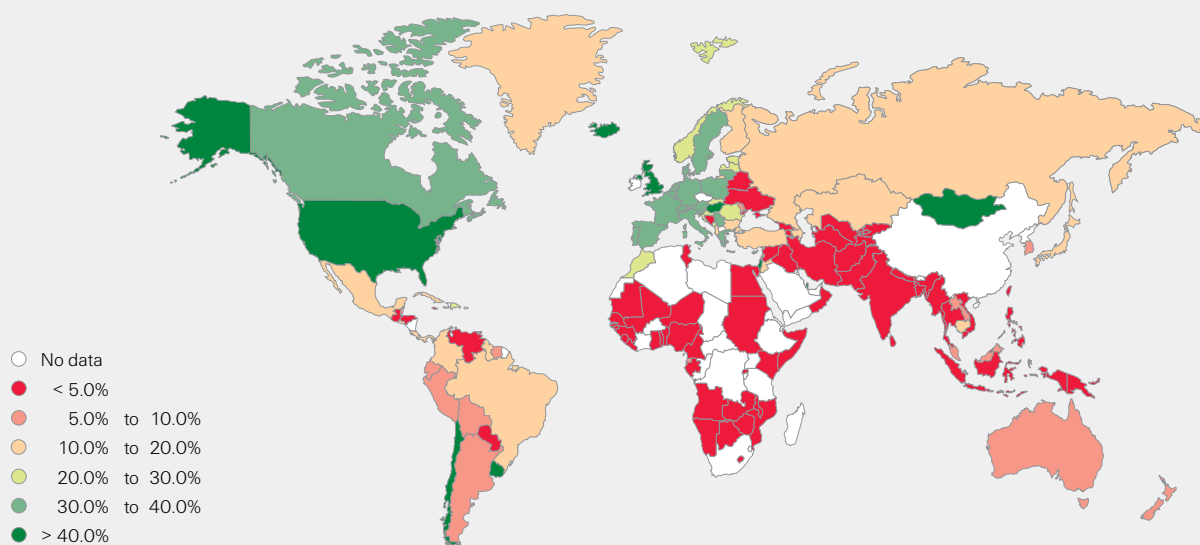 No data
< 5.0%
5.0% to 10.0%
10.0% to 20.0%
20.0% to 30.0%
30.0% to 40.0%
> 40.0%